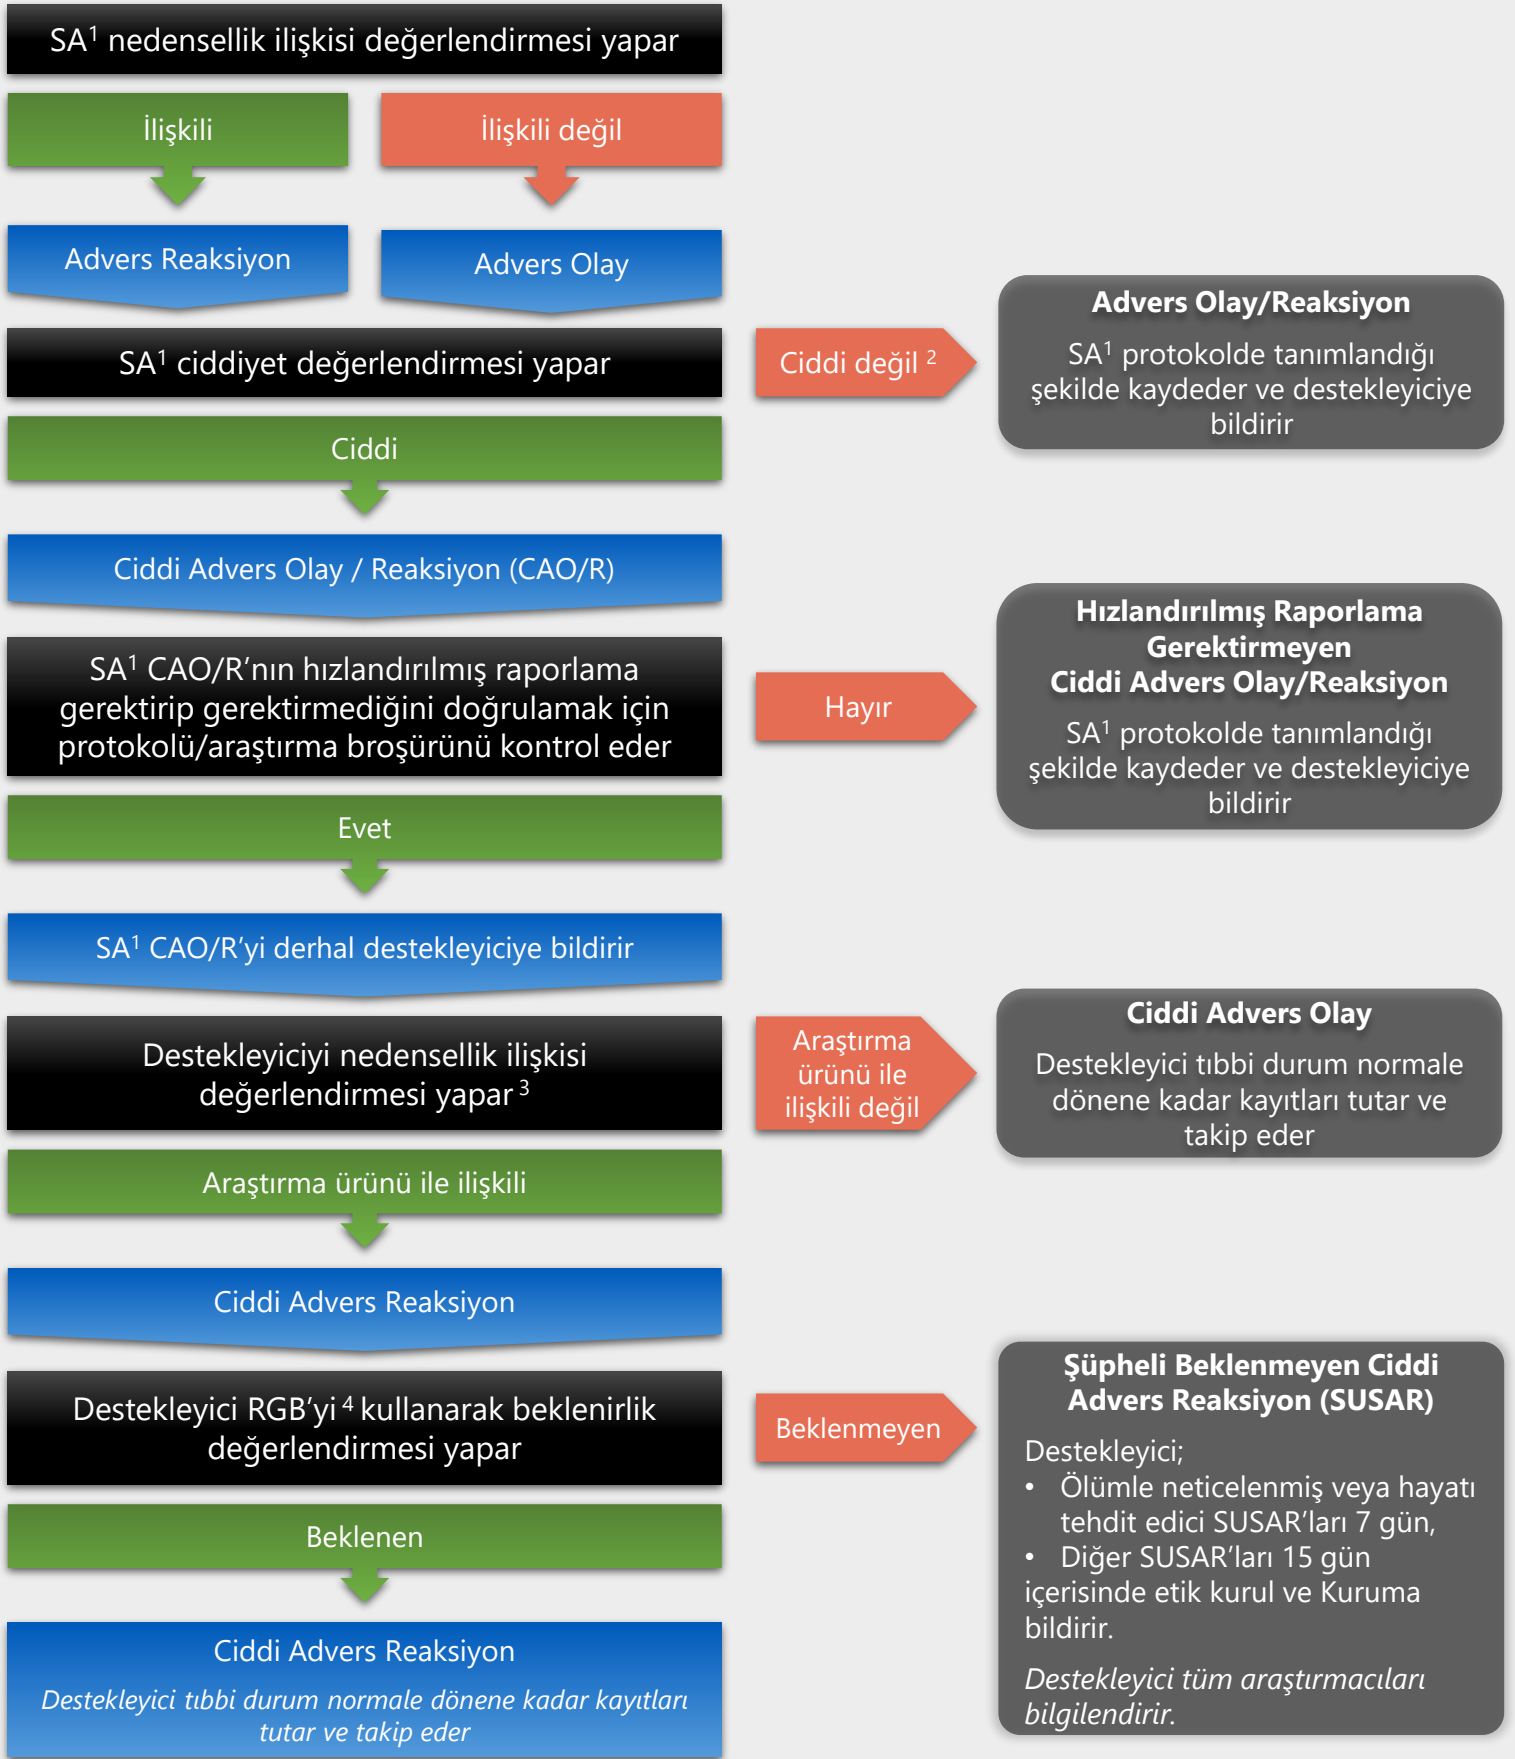 SA¹ nedensellik ilişkisi değerlendirmesi yapar
İlişkili
İlişkili değil
Advers Reaksiyon
Advers Olay
SA¹ ciddiyet değerlendirmesi yapar
Ciddi değil ²
Advers Olay/Reaksiyon
SA¹ protokolde tanımlandığı
şekilde kaydeder ve destekleyiciye
bildirir
Ciddi
Ciddi Advers Olay / Reaksiyon (CAO/R)
SA¹ CAO/R’nın hızlandırılmış raporlama
gerektirip gerektirmediğini doğrulamak için
protokolü/araştırma broşürünü kontrol eder
Hayır
Hızlandırılmış Raporlama
Gerektirmeyen
Ciddi Advers Olay/Reaksiyon
SA¹ protokolde tanımlandığı
şekilde kaydeder ve destekleyiciye
bildirir
Evet
SA¹ CAO/R’yi derhal destekleyiciye bildirir
Destekleyiciyi nedensellik ilişkisi
değerlendirmesi yapar ³
Araştırma
ürünü ile
ilişkili değil
Ciddi Advers Olay
Destekleyici tıbbi durum normale
dönene kadar kayıtları tutar ve
takip eder
Araştırma ürünü ile ilişkili
Ciddi Advers Reaksiyon
Destekleyici RGB’yi ⁴ kullanarak beklenirlik
değerlendirmesi yapar
Beklenmeyen
Şüpheli Beklenmeyen Ciddi
Advers Reaksiyon (SUSAR)
Destekleyici;
• Ölümle neticelenmiş veya hayatı
tehdit edici SUSAR’ları 7 gün,
• Diğer SUSAR’ları 15 gün
içerisinde etik kurul ve Kuruma
bildirir.
Destekleyici tüm araştırmacıları
bilgilendirir.
Beklenen
Ciddi Advers Reaksiyon
Destekleyici tıbbi durum normale dönene kadar kayıtları
tutar ve takip eder